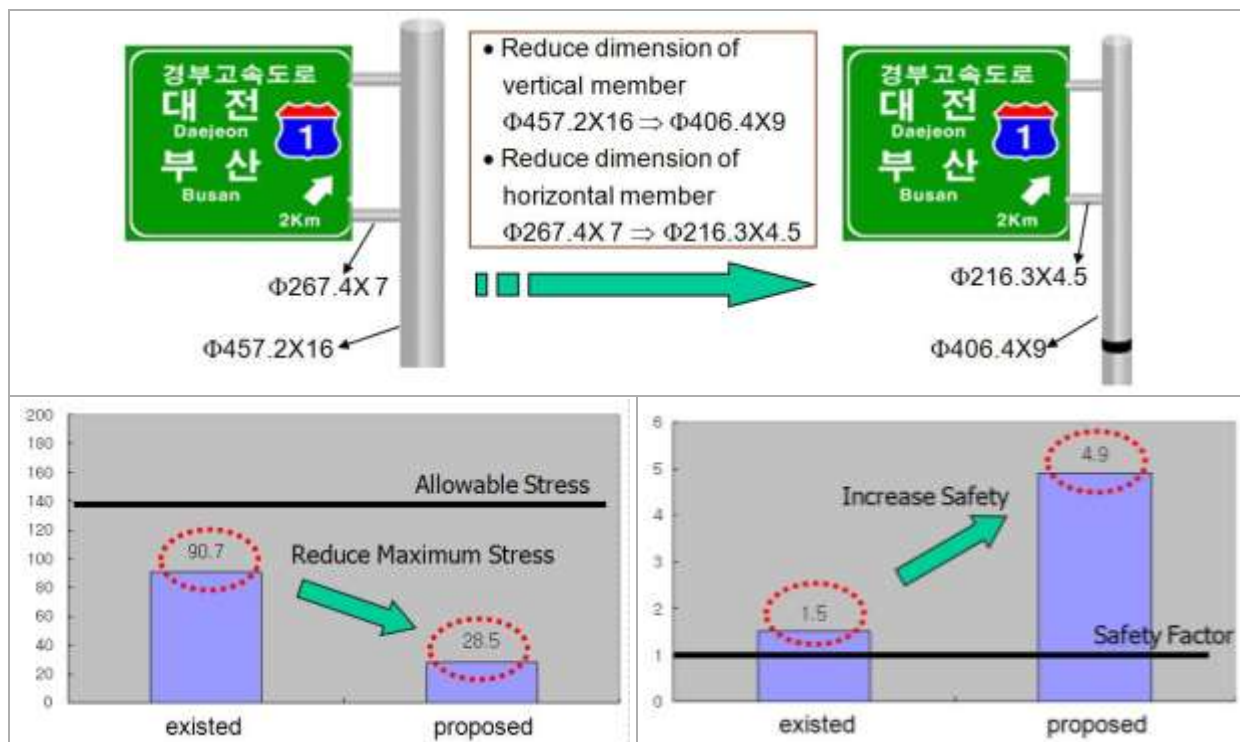 경부고속도로
대 전
Daejeon
1
부 산
Busan
2Km
Φ267.4X 7
Φ457.2X16
• Reduce dimension of
vertical member
Φ457.2X16 ⇒ Φ406.4X9
• Reduce dimension of
horizontal member
Φ267.4X 7 ⇒ Φ216.3X4.5
경부고속도로
대 전
Daejeon
1
부 산
Busan
2Km
Φ216.3X4.5
Φ406.4X9
200
180
160
140
120
100
80
60
40
20
0
Allowable Stress
90.7
Reduce Maximum Stress
28.5
existed
proposed
6
5
4
3
2
1
0
4.9
Increase Safety
1.5
Safety Factor
existed
proposed